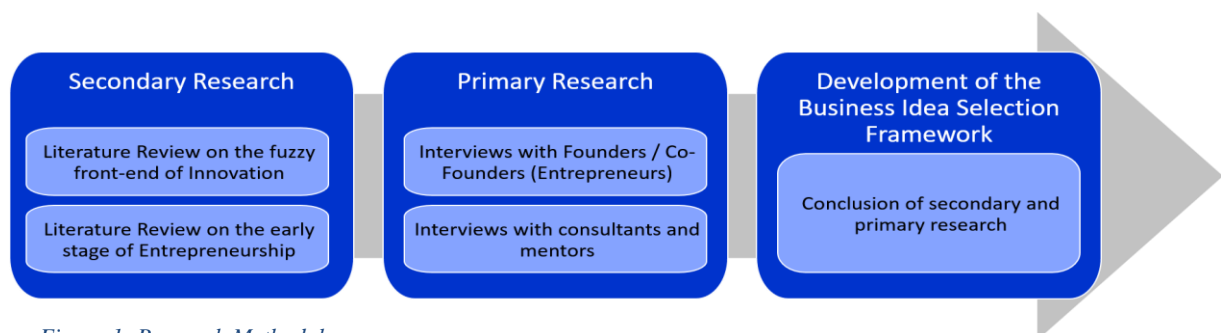 Secondary Research
Literature Review on the fuzzy
front-end of Innovation
Literature Review on the early
stage of Entrepreneurship
Primary Research
Interviews with Founders / Co-
Founders (Entrepreneurs)
Interviews with consultants and
mentors
Development of the
Business Idea Selection
Framework
Conclusion of secondary and
primary research